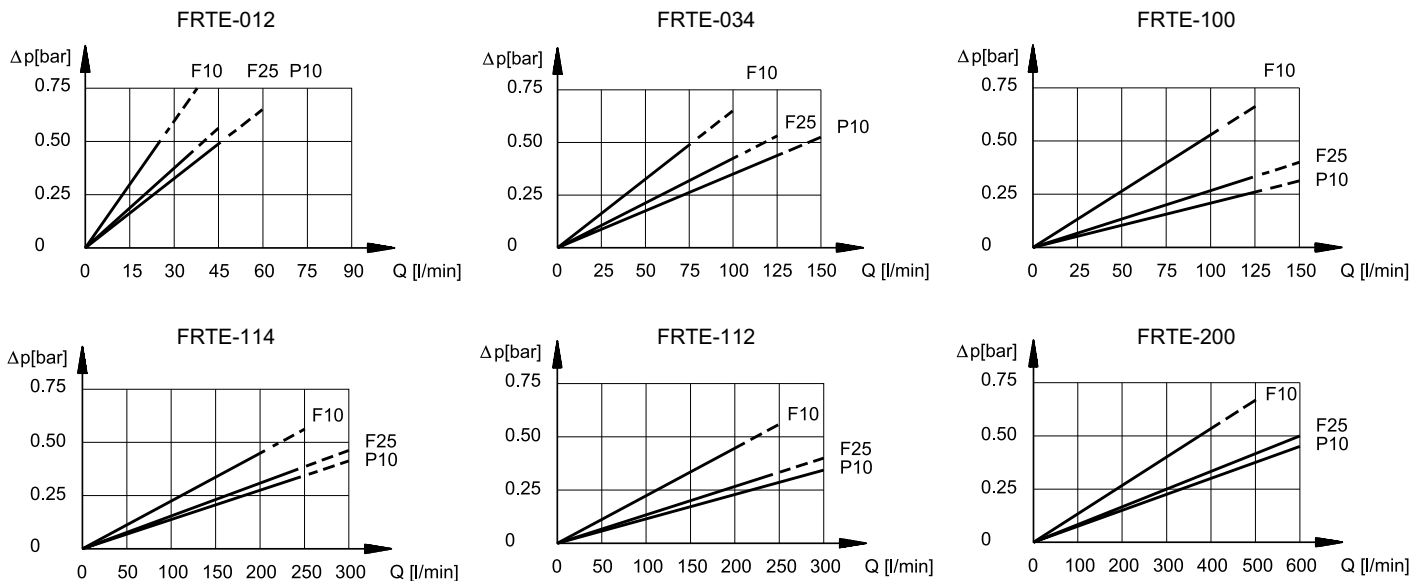 FRTE-012
Δp[bar]
F10 F25 P10
0.75
0.50
0.25
0
0 15 30 45 60 75 90 Q [l/min]
FRTE-034
Δp[bar]
F10
0.75
F25 P10
0.50
0.25
0
0 25 50 75 100 125 150 Q [l/min]
FRTE-100
Δp[bar]
F10
0.75
0.50
F25
0.25
P10
0
0 25 50 75 100 125 150 Q [l/min]
FRTE-114
Δp[bar]
0.75
F10
0.50
F25
P10
0.25
0
0 50 100 150 200 250 300 Q [l/min]
FRTE-112
Δp[bar]
0.75
F10
0.50
F25
P10
0.25
0
0 50 100 150 200 250 300 Q [l/min]
FRTE-200
Δp[bar]
0.75
F10
0.50
F25
P10
0.25
0
0 100 200 300 400 500 600 Q [l/min]